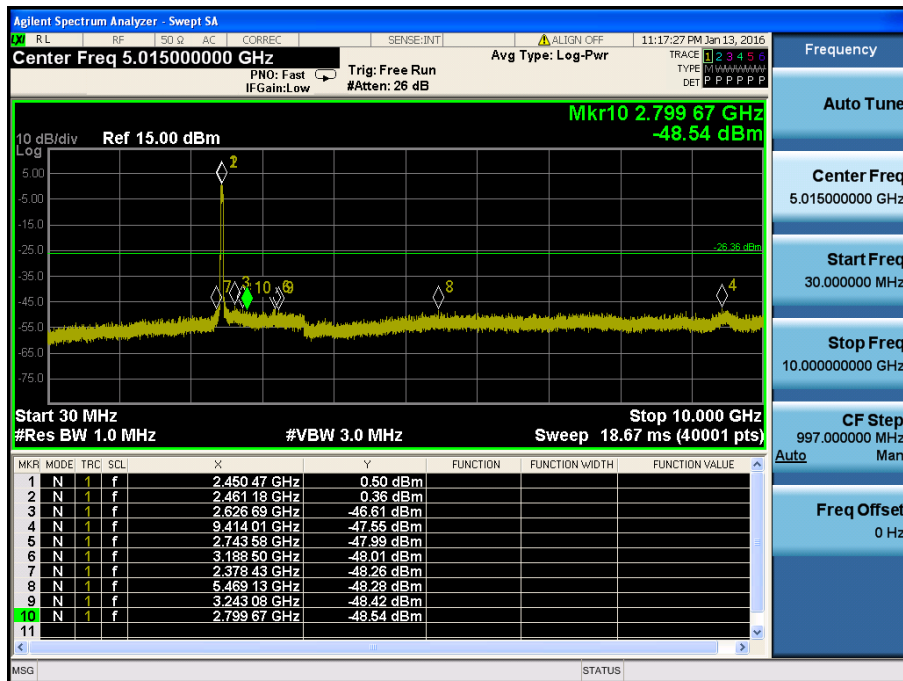 Agilent Spectrum Analyzer - Swept SA
LXI RL RF 50 Ω AC CORREC SENSE:INT ALIGN OFF 11:17:27 PM Jan 13, 2016
Center Freq 5.015000000 GHz
PNO: Fast
IFGain:Low
Trig: Free Run
#Atten: 26 dB
Avg Type: Log-Pwr
TRACE 1 2 3 4 5 6
TYPE M W W W W W
DET P P P P P P
Mkr10 2.799 67 GHz
-48.54 dBm
10 dB/div Ref 15.00 dBm
Log
5.00
-5.00
-15.0
-25.0
-35.0
-45.0
-55.0
-65.0
-75.0
-26.36 dBm
1 2
7 3 10 6 9 8 4
Start 30 MHz Stop 10.000 GHz
#Res BW 1.0 MHz #VBW 3.0 MHz Sweep 18.67 ms (40001 pts)
MKR MODE TRC SCL X Y FUNCTION FUNCTION WIDTH FUNCTION VALUE
1 N 1 f 2.450 47 GHz 0.50 dBm
2 N 1 f 2.461 18 GHz 0.36 dBm
3 N 1 f 2.626 69 GHz -46.61 dBm
4 N 1 f 9.414 01 GHz -47.55 dBm
5 N 1 f 2.743 58 GHz -47.99 dBm
6 N 1 f 3.188 50 GHz -48.01 dBm
7 N 1 f 2.378 43 GHz -48.26 dBm
8 N 1 f 5.469 13 GHz -48.28 dBm
9 N 1 f 3.243 08 GHz -48.42 dBm
10 N 1 f 2.799 67 GHz -48.54 dBm
11
MSG STATUS
Frequency
Auto Tune
Center Freq
5.015000000 GHz
Start Freq
30.000000 MHz
Stop Freq
10.000000000 GHz
CF Step
997.000000 MHz
Auto Man
Freq Offset
0 Hz